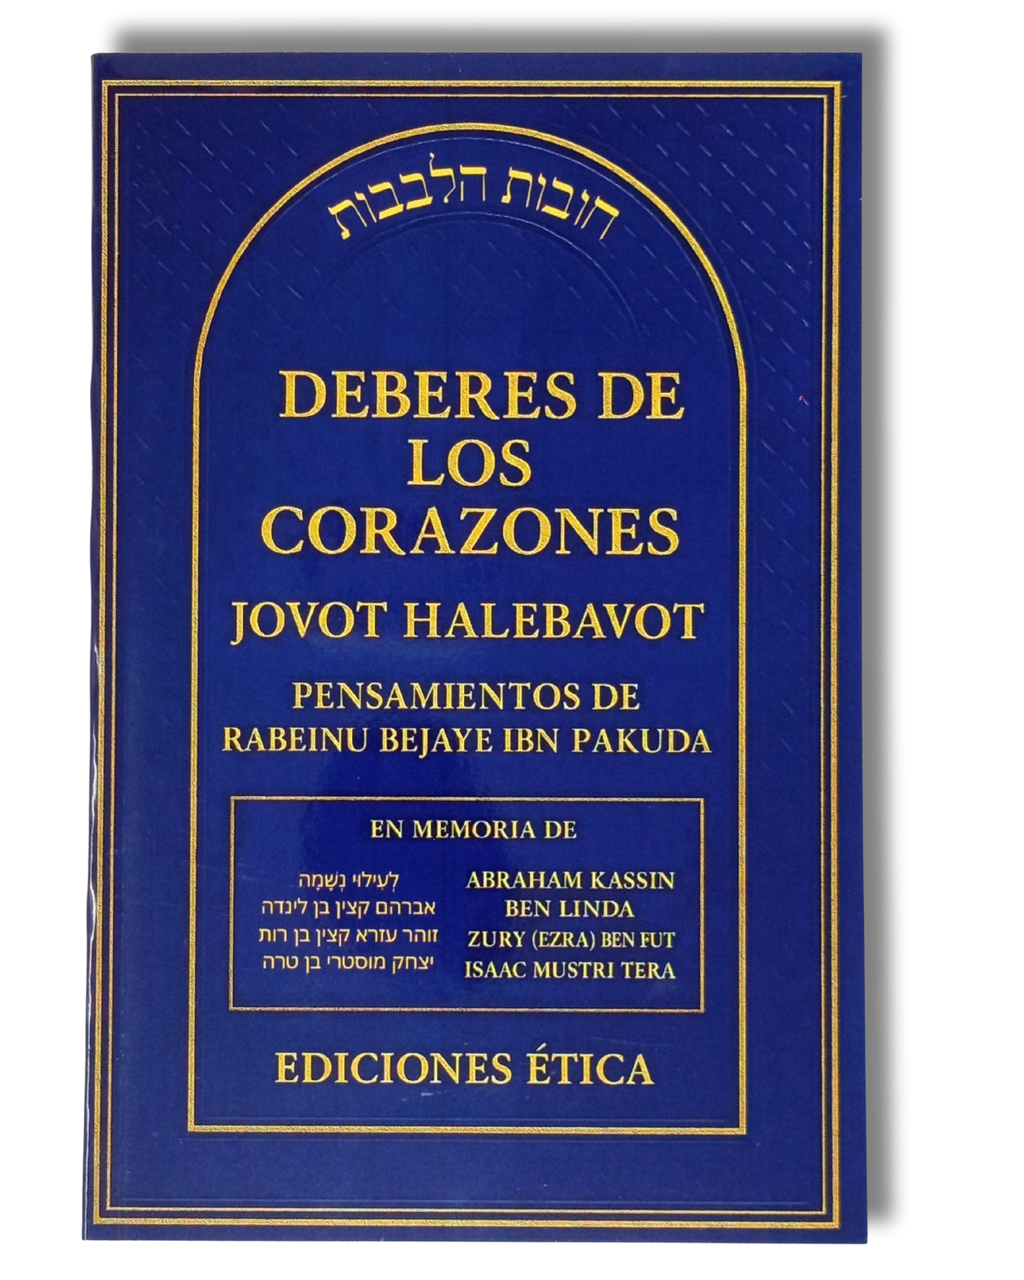 חובות הלבבות
DEBERES DE
LOS
CORAZONES
JOVOT HALEBAVOT
PENSAMIENTOS DE
RABEINU BEJAYE IBN PAKUDA
EN MEMORIA DE
לְעִילוּי נִשְׁמָה
אברהם קצין בן לינדה
זוהר עזרא קצין בן רות
יצחק מוסטרי בן טרה
ABRAHAM KASSIN
BEN LINDA
ZURY (EZRA) BEN FUT
ISAAC MUSTRI TERA
EDICIONES ÉTICA